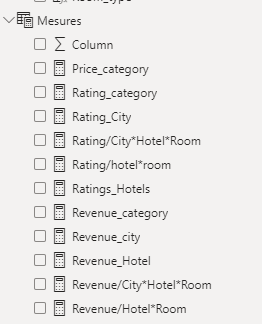 Room_type
Mesures
Column
Price_category
Rating_category
Rating_City
Rating/City*Hotel*Room
Rating/hotel*room
Ratings_Hotels
Revenue_category
Revenue_city
Revenue_Hotel
Revenue/City*Hotel*Room
Revenue/Hotel*Room